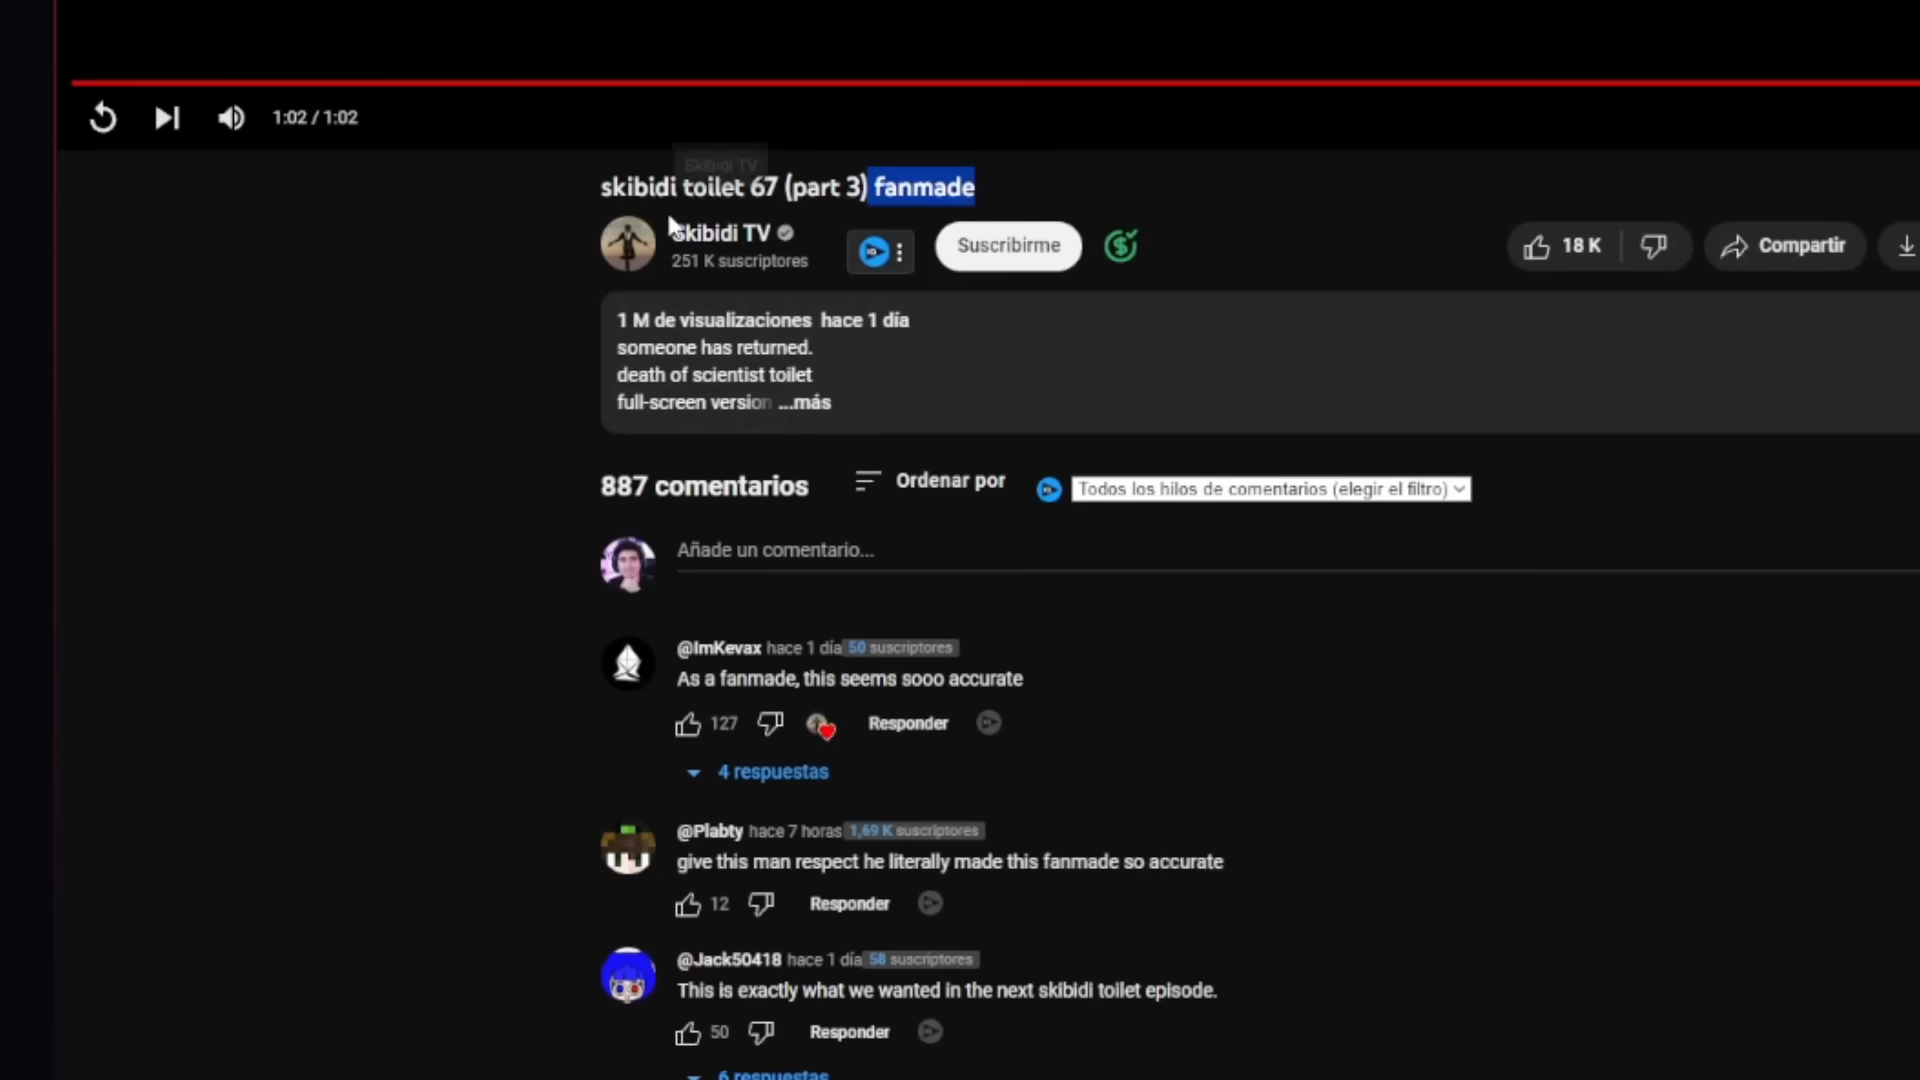 1:02 / 1:02
Skibidi TV
skibidi toilet 67 (part 3) fanmade
Skibidi TV
251 K suscriptores
Suscribirme
18 K
Compartir
1 M de visualizaciones hace 1 día
someone has returned.
death of scientist toilet
full-screen version ...más
887 comentarios
Ordenar por
Todos los hilos de comentarios (elegir el filtro)
Añade un comentario...
@ImKevax hace 1 día 50 suscriptores
As a fanmade, this seems sooo accurate
127
Responder
4 respuestas
@Plabty hace 7 horas 1,69 K suscriptores
give this man respect he literally made this fanmade so accurate
12
Responder
@Jack50418 hace 1 día 58 suscriptores
This is exactly what we wanted in the next skibidi toilet episode.
50
Responder
6 respuestas